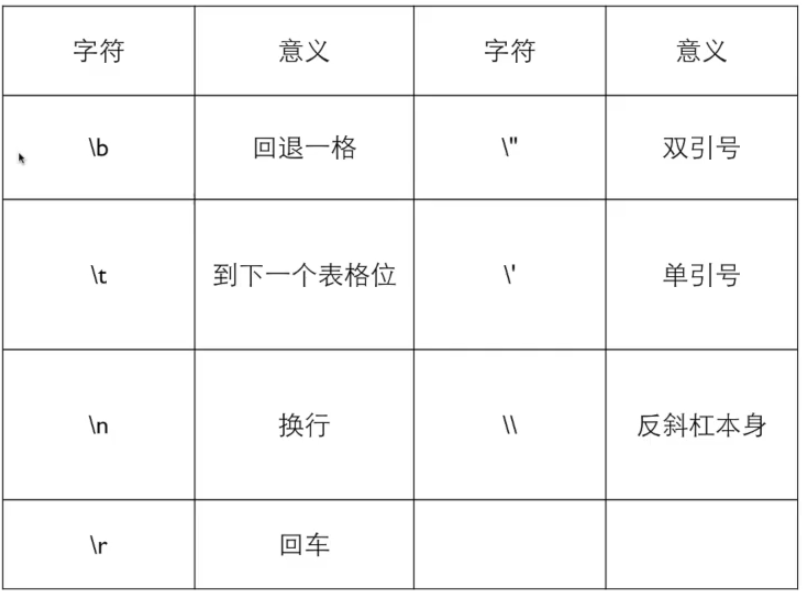 字符 意义 字符 意义
\b 回退一格 \" 双引号
\t 到下一个表格位 \' 单引号
\n 换行 \\ 反斜杠本身
\r 回车